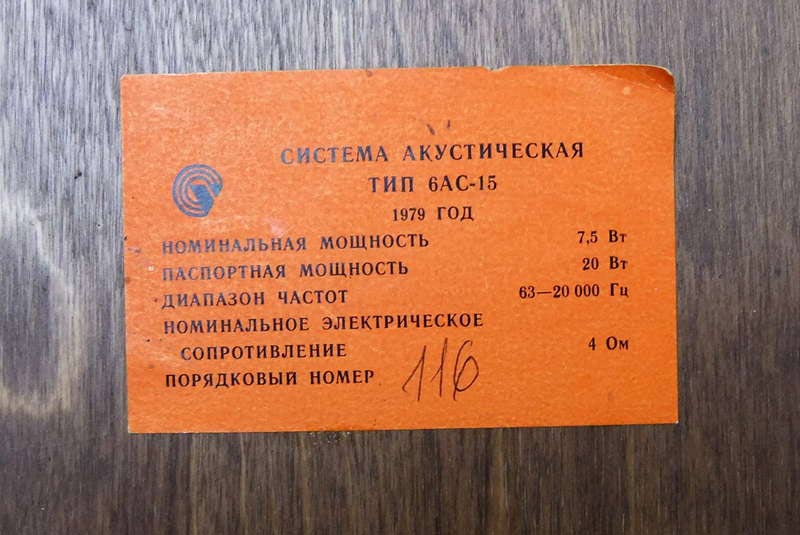 СИСТЕМА АКУСТИЧЕСКАЯ
ТИП 6АС-15
1979 ГОД
НОМИНАЛЬНАЯ МОЩНОСТЬ 7,5 Вт
ПАСПОРТНАЯ МОЩНОСТЬ 20 Вт
ДИАПАЗОН ЧАСТОТ 63—20 000 Гц
НОМИНАЛЬНОЕ ЭЛЕКТРИЧЕСКОЕ
СОПРОТИВЛЕНИЕ 4 Ом
ПОРЯДКОВЫЙ НОМЕР 116